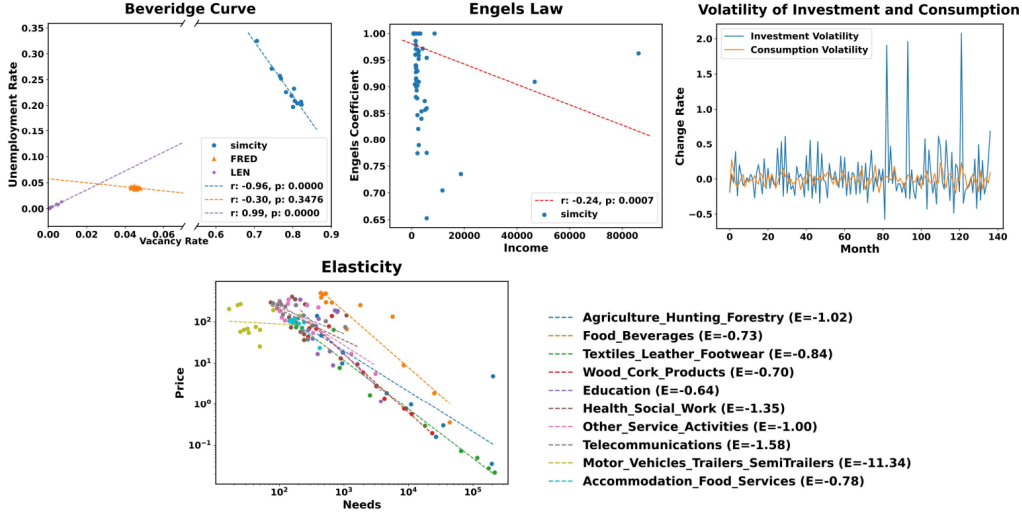 Beveridge Curve
Unemployment Rate
0.35
0.30
0.25
0.20
0.15
0.10
0.05
0.00
simcity
FRED
LEN
r: -0.96, p: 0.0000
r: -0.30, p: 0.3476
r: 0.99, p: 0.0000
0.00 0.02 0.04 0.06 0.6 0.7 0.8 0.9
Vacancy Rate
Engels Law
Engels Coefficient
1.00
0.95
0.90
0.85
0.80
0.75
0.70
0.65
r: -0.24, p: 0.0007
simcity
0 20000 40000 60000 80000
Income
Volatility of Investment and Consumption
Change Rate
Investment Volatility
Consumption Volatility
2.0
1.5
1.0
0.5
0.0
−0.5
0 20 40 60 80 100 120 140
Month
Elasticity
Price
10²
10¹
10⁰
10⁻¹
10² 10³ 10⁴ 10⁵
Needs
Agriculture_Hunting_Forestry (E=-1.02)
Food_Beverages (E=-0.73)
Textiles_Leather_Footwear (E=-0.84)
Wood_Cork_Products (E=-0.70)
Education (E=-0.64)
Health_Social_Work (E=-1.35)
Other_Service_Activities (E=-1.00)
Telecommunications (E=-1.58)
Motor_Vehicles_Trailers_SemiTrailers (E=-11.34)
Accommodation_Food_Services (E=-0.78)